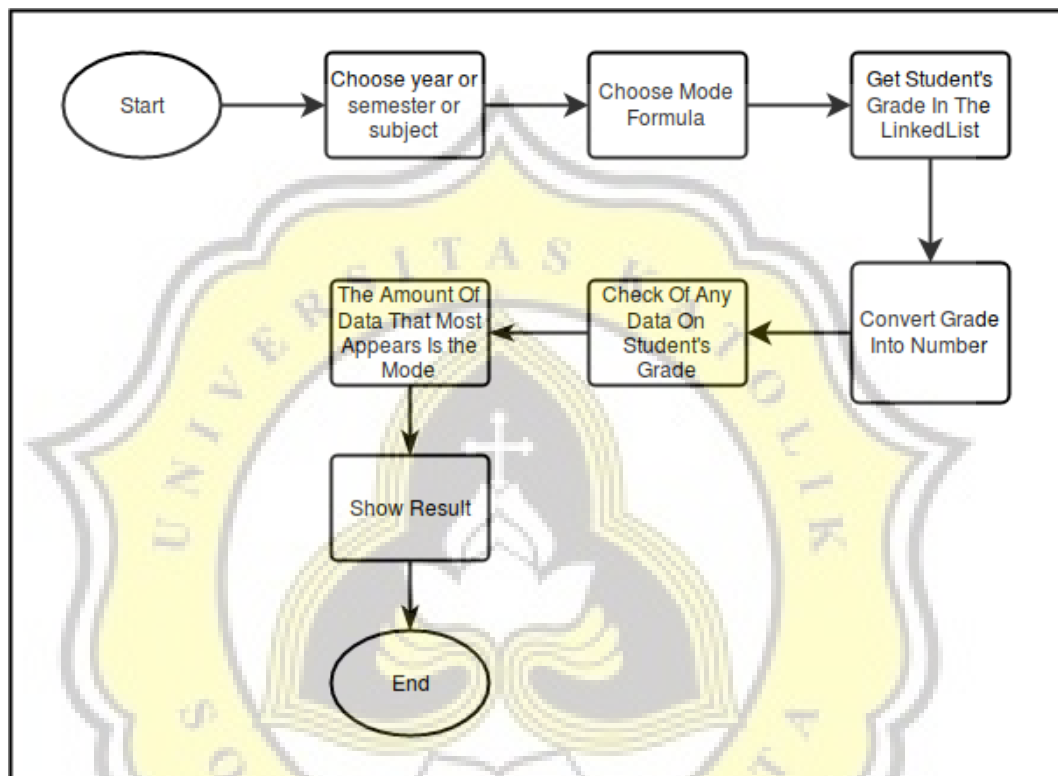 Start
Choose year or
semester or
subject
Choose Mode
Formula
Get Student's
Grade In The
LinkedList
Convert Grade
Into Number
Check Of Any
Data On
Student's
Grade
The Amount Of
Data That Most
Appears Is the
Mode
Show Result
End
UNIVERSITAS KATOLIK